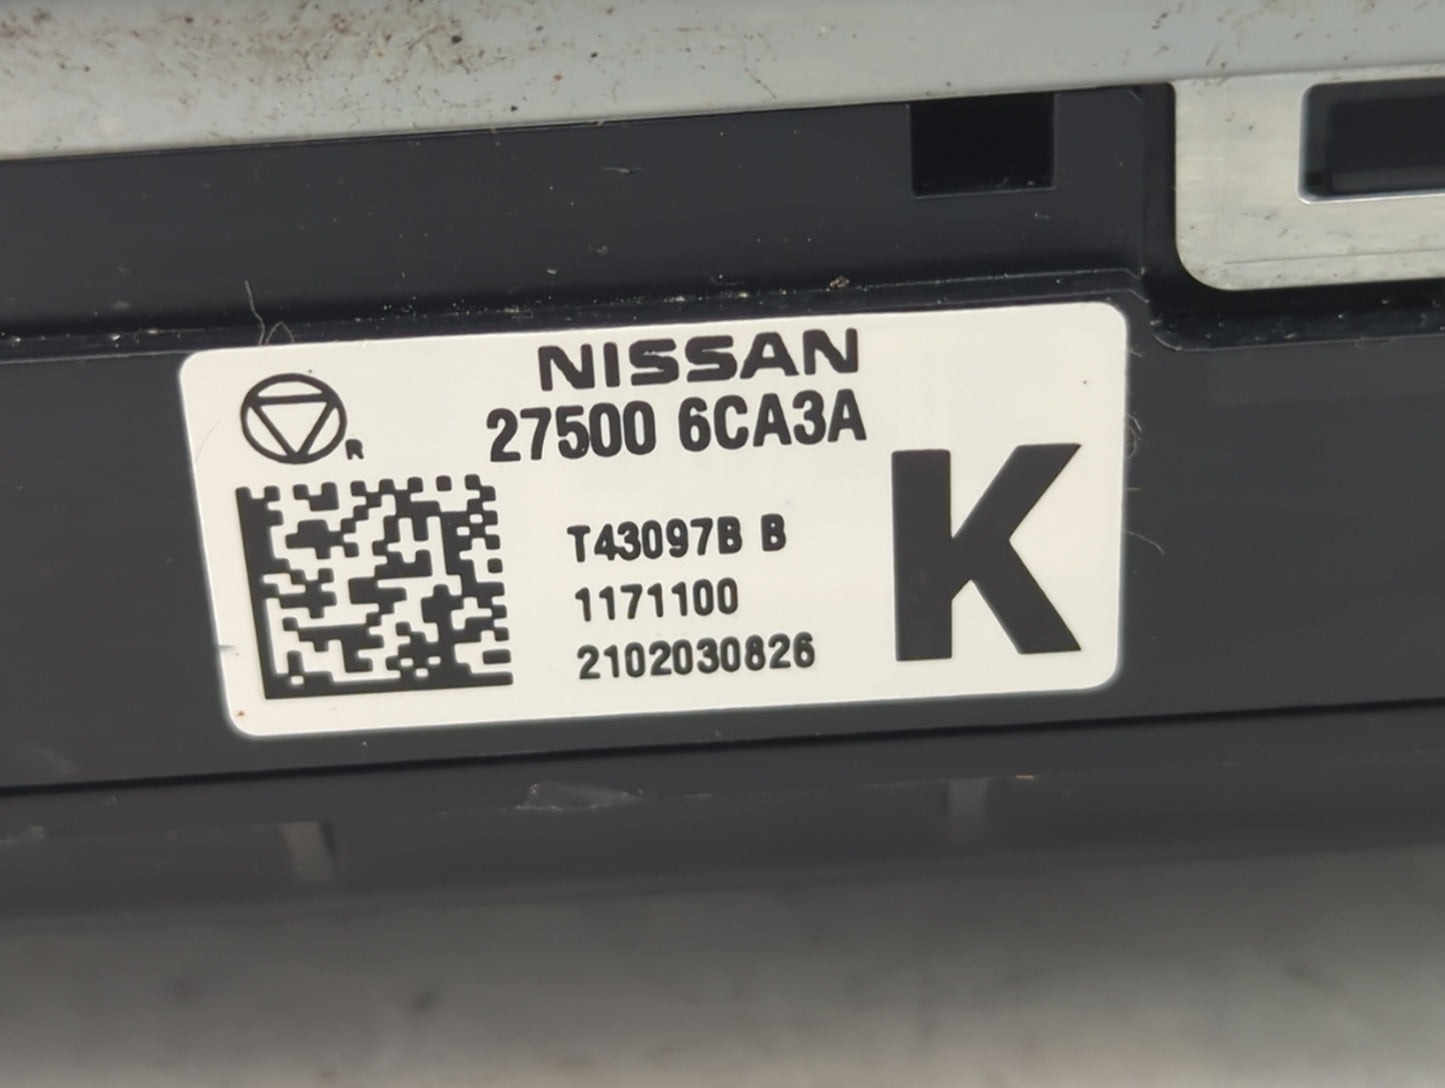 NISSAN
27500 6CA3A
R
T43097B B
1171100
2102030826
K